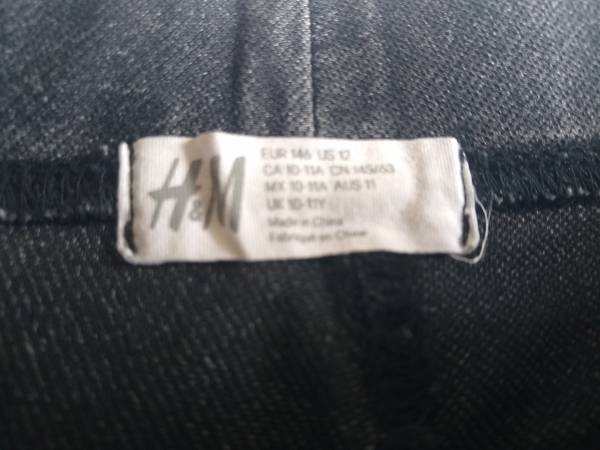 H&M
EUR 146 US 12
CA 10-11A CN 145/63
MX 10-11A AUS 11
UK 10-11Y
Made in China
Fabriqué en Chine